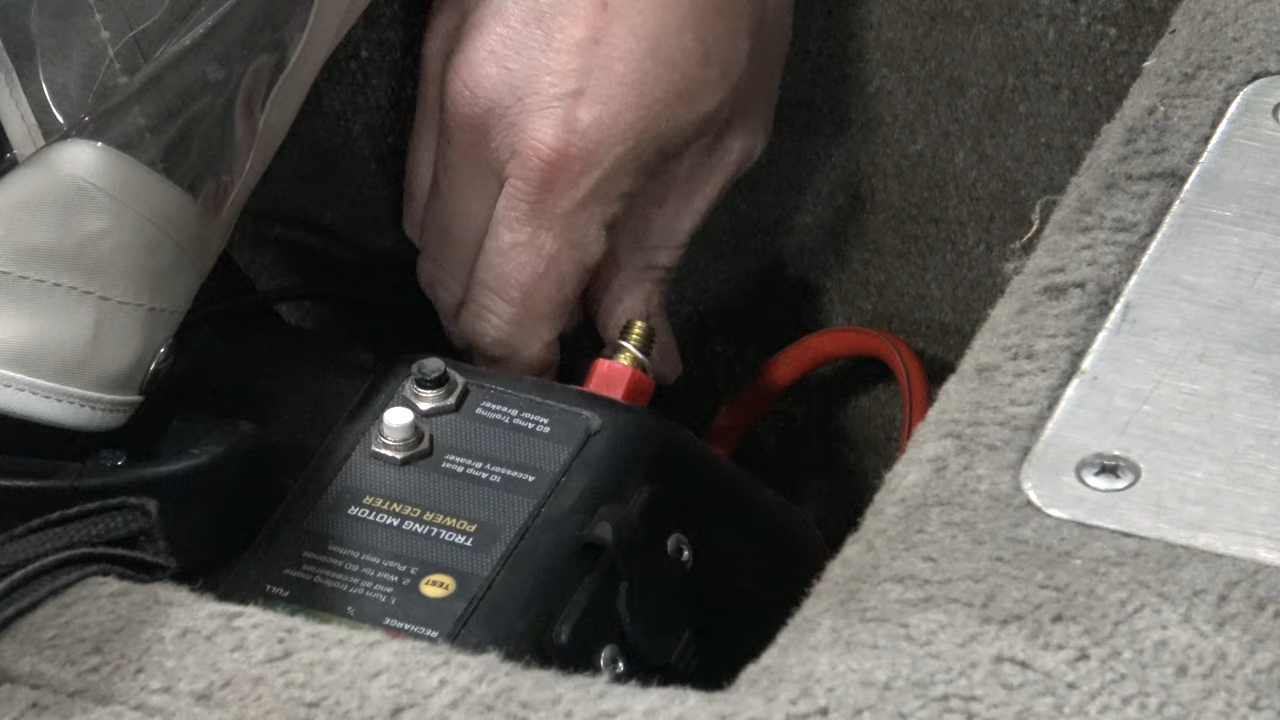 60 Amp Trolling
Motor Breaker
10 Amp Boat
Accessory Breaker
TROLLING MOTOR
POWER CENTER
1. Turn off trolling motor
and all accessories
2. Wait for 60 seconds
3. Push test button
TEST
RECHARGE
½
FULL